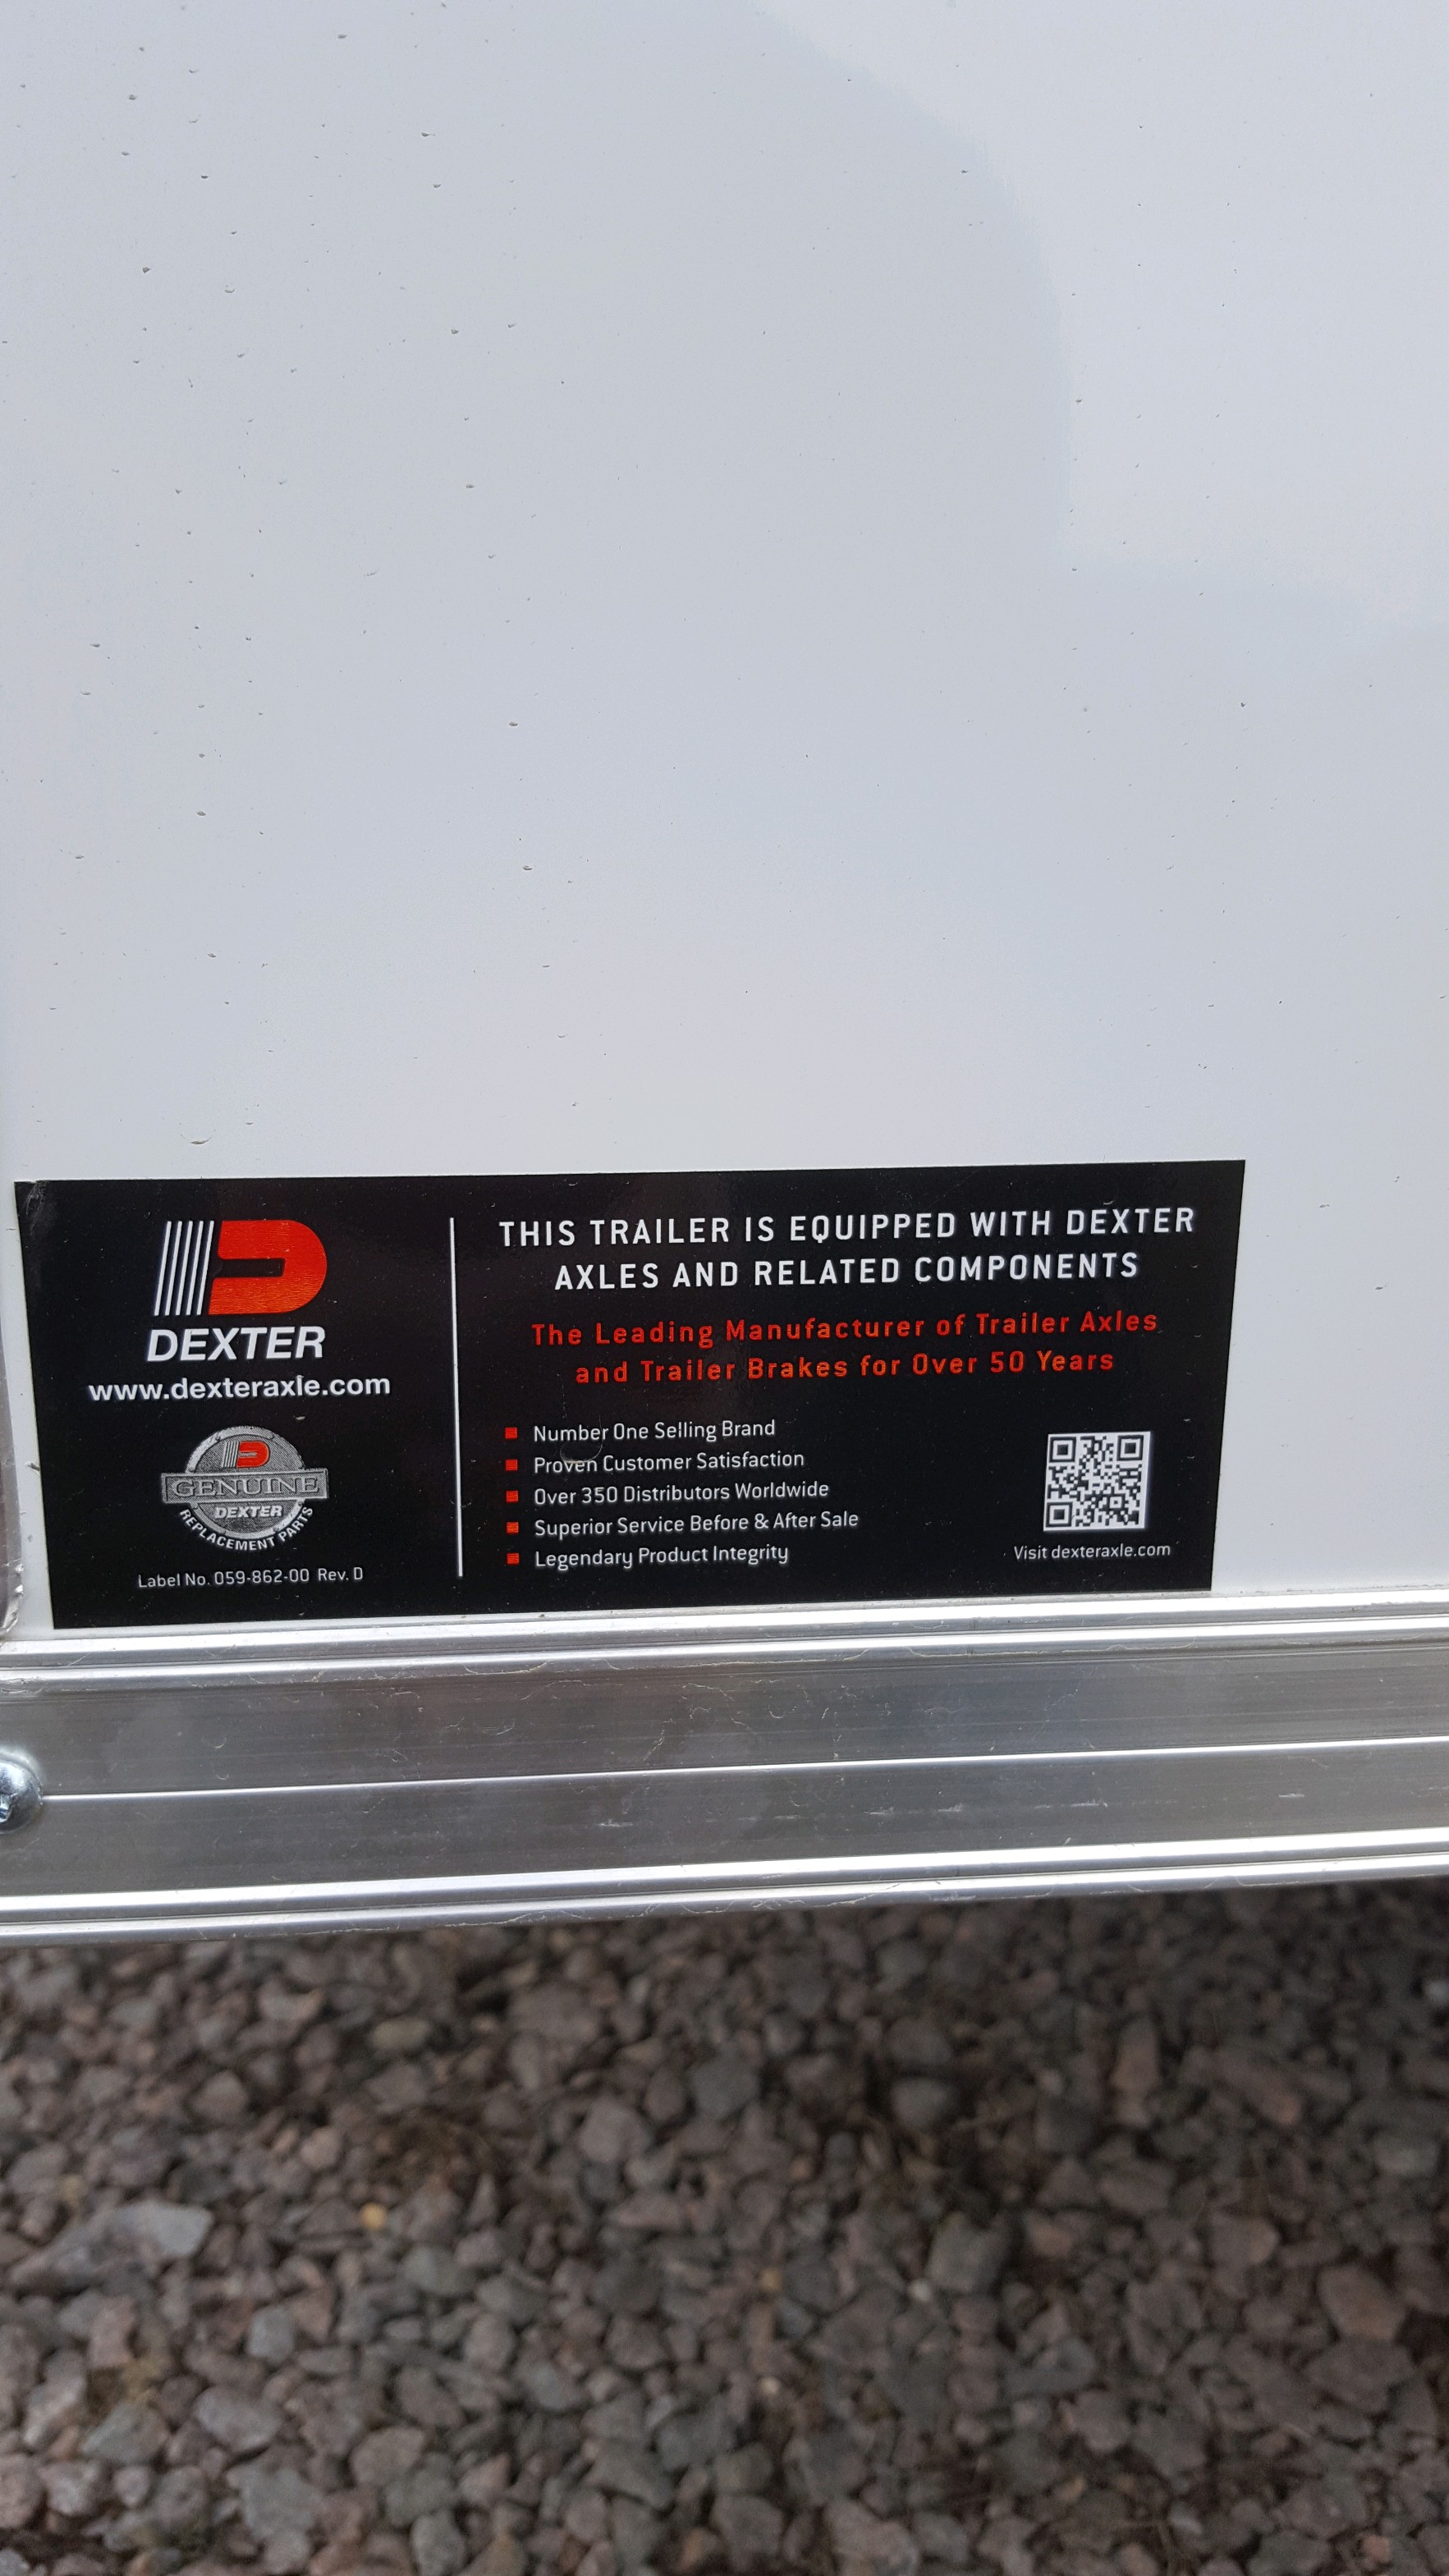 DEXTER
www.dexteraxle.com
GENUINE
DEXTER
REPLACEMENT PARTS
Label No. 059-862-00 Rev. D
THIS TRAILER IS EQUIPPED WITH DEXTER
AXLES AND RELATED COMPONENTS
The Leading Manufacturer of Trailer Axles
and Trailer Brakes for Over 50 Years
Number One Selling Brand
Proven Customer Satisfaction
Over 350 Distributors Worldwide
Superior Service Before & After Sale
Legendary Product Integrity
Visit dexteraxle.com